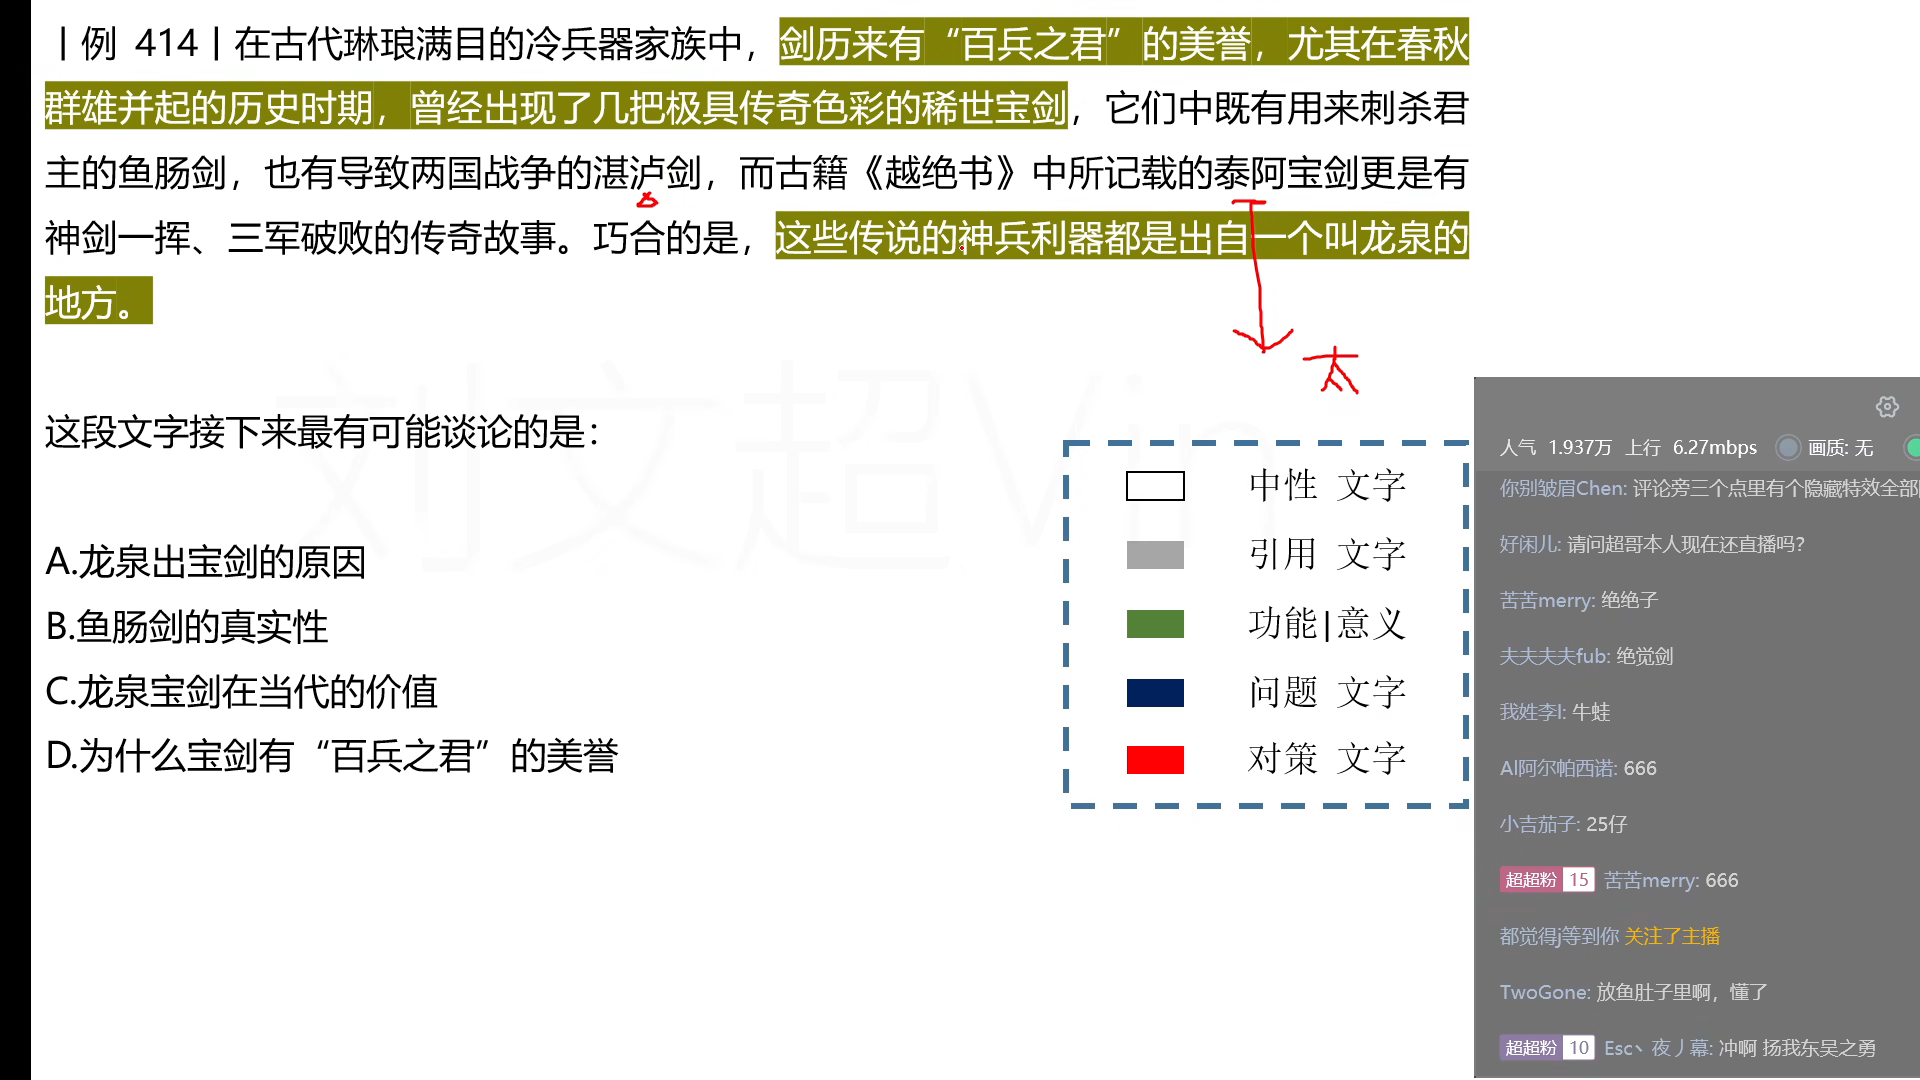 丨例 414丨在古代琳琅满目的冷兵器家族中，剑历来有“百兵之君”的美誉，尤其在春秋
群雄并起的历史时期，曾经出现了几把极具传奇色彩的稀世宝剑，它们中既有用来刺杀君
主的鱼肠剑，也有导致两国战争的湛泸剑，而古籍《越绝书》中所记载的泰阿宝剑更是有
神剑一挥、三军破败的传奇故事。巧合的是，这些传说的神兵利器都是出自一个叫龙泉的
地方。
太
刘文超Vin
这段文字接下来最有可能谈论的是：
A.龙泉出宝剑的原因
B.鱼肠剑的真实性
C.龙泉宝剑在当代的价值
D.为什么宝剑有“百兵之君”的美誉
中性 文字
引用 文字
功能|意义
问题 文字
对策 文字
人气 1.937万 上行 6.27mbps 画质: 无
你别皱眉Chen: 评论旁三个点里有个隐藏特效全部
好闲儿: 请问超哥本人现在还直播吗？
苦苦merry: 绝绝子
夫夫夫夫fub: 绝觉剑
我姓李l: 牛蛙
Al阿尔帕西诺: 666
小吉茄子: 25仔
超超粉 15 苦苦merry: 666
都觉得j等到你 关注了主播
TwoGone: 放鱼肚子里啊，懂了
超超粉 10 Esc丶夜丿幕: 冲啊 扬我东吴之勇